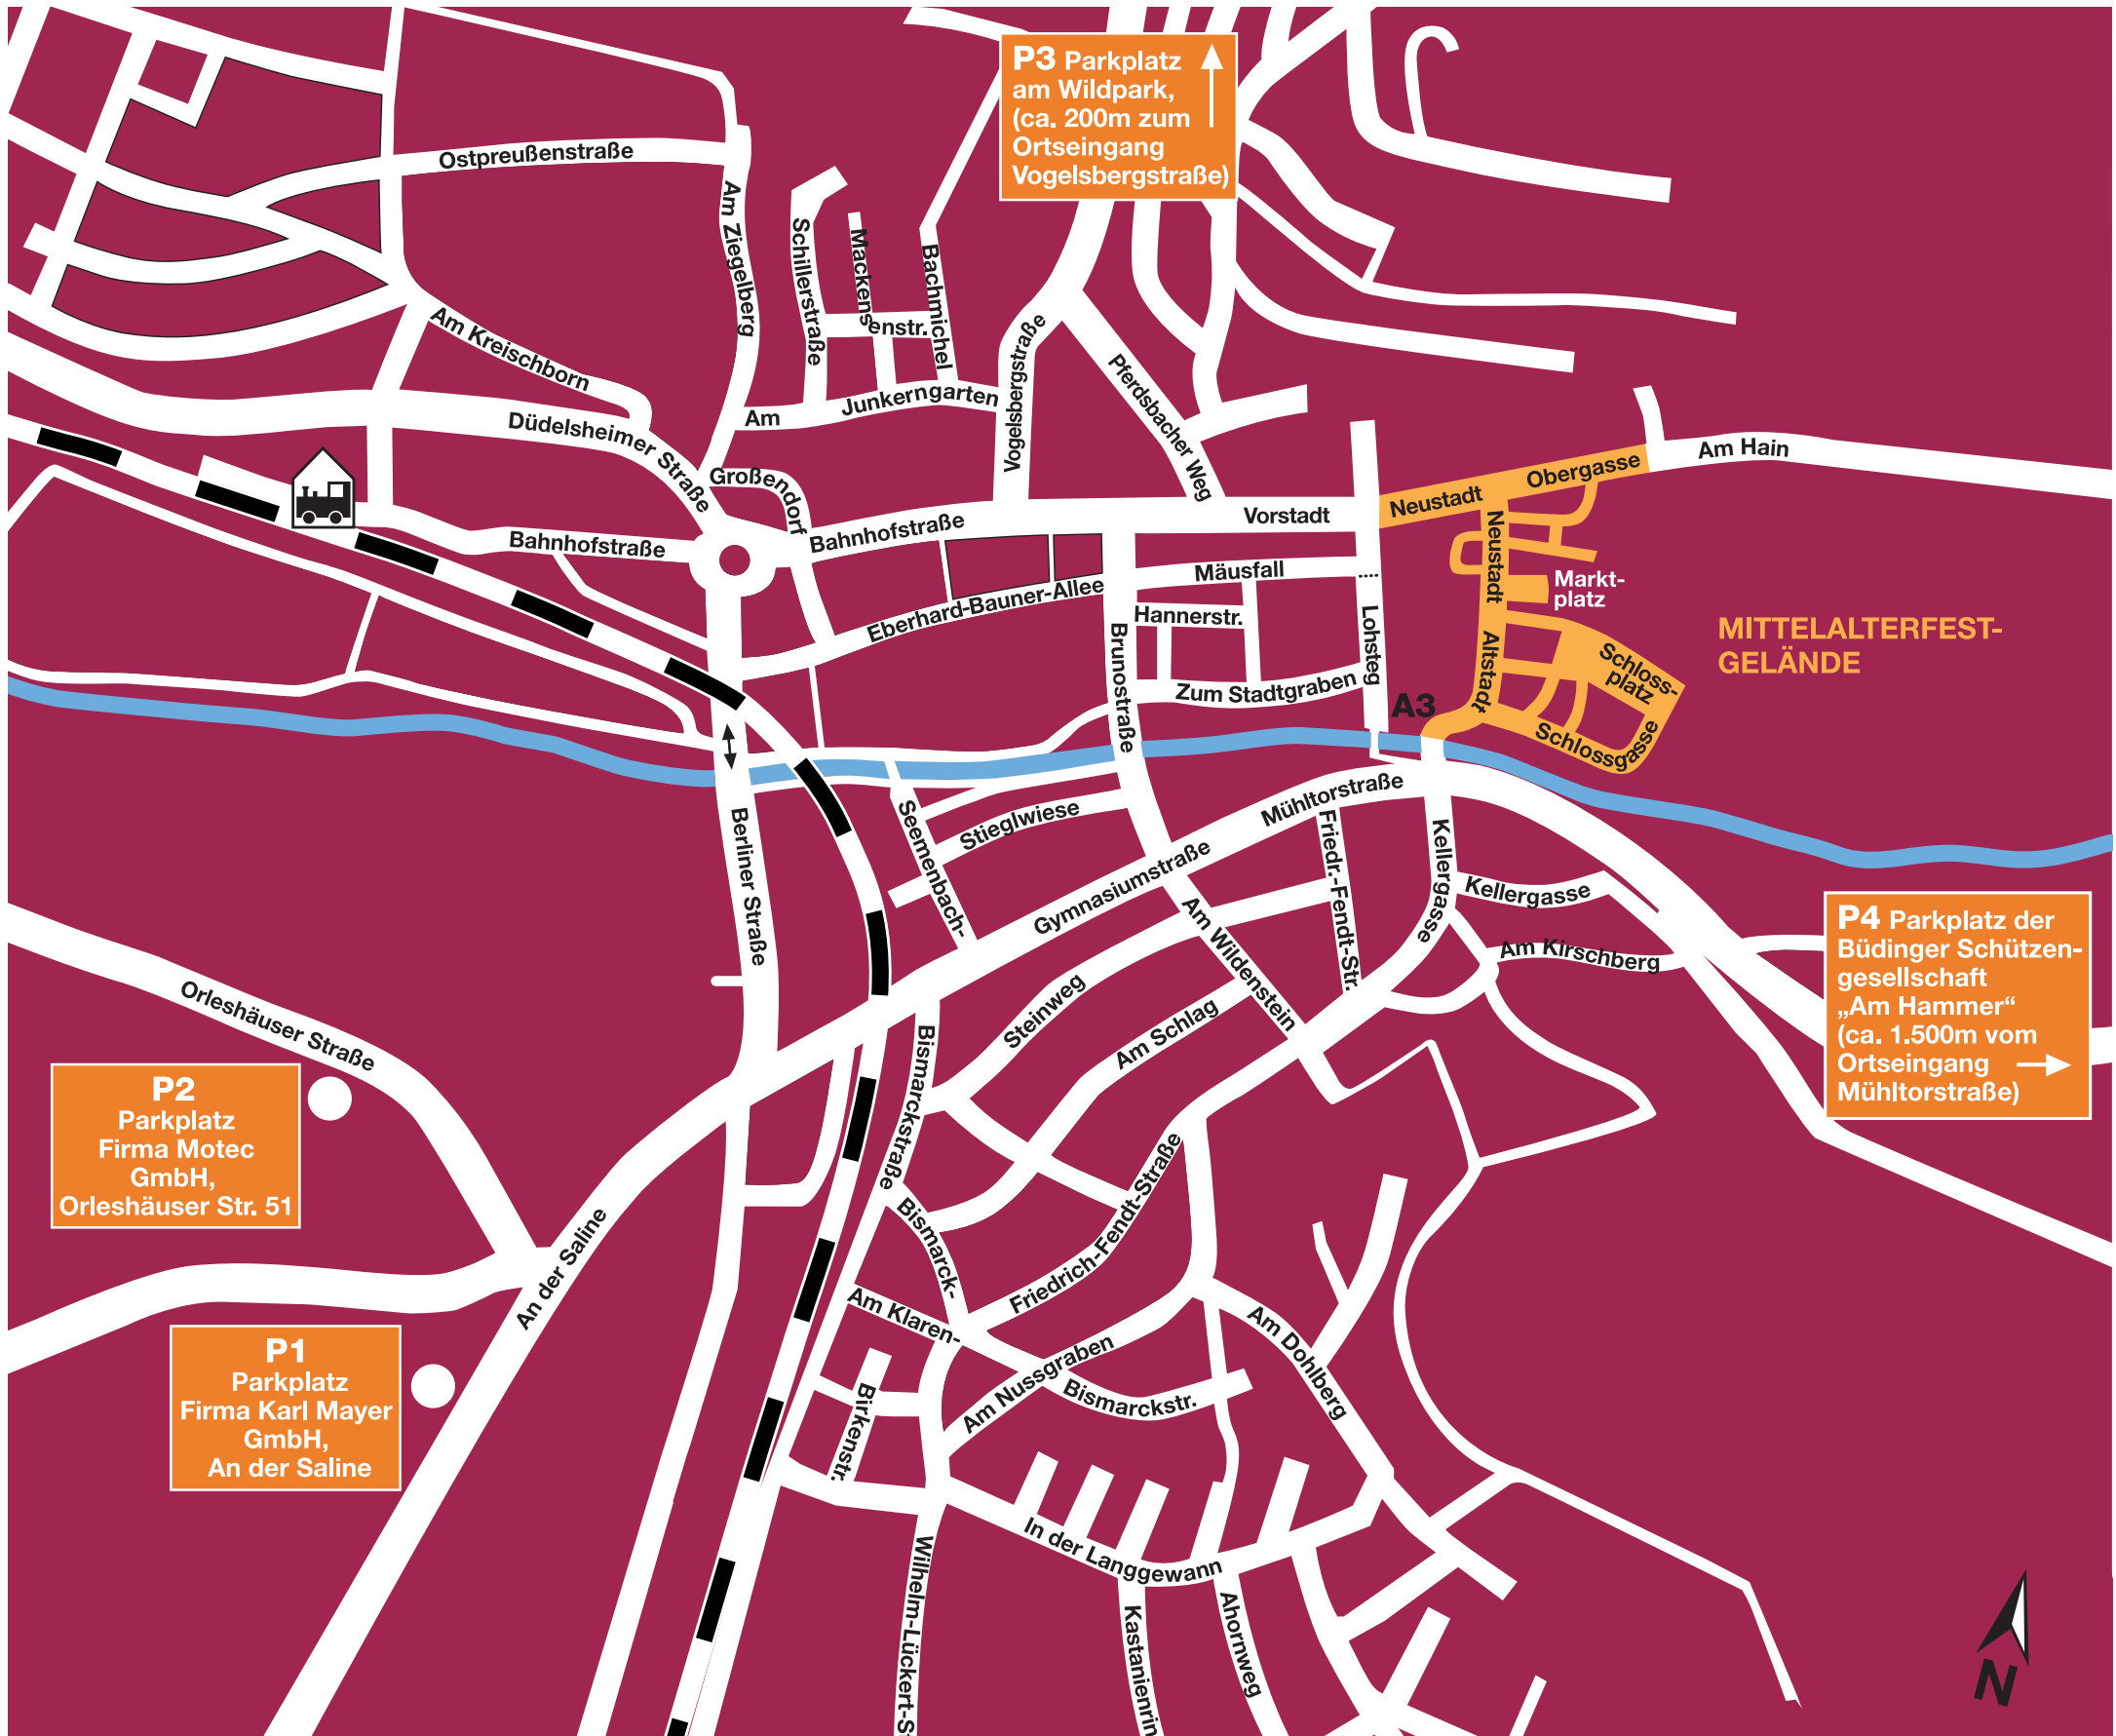 P3 Parkplatz
am Wildpark,
(ca. 200m zum
Ortseingang
Vogelsbergstraße)
Ostpreußenstraße
Am Ziegelberg
Schillerstraße
Mackens
enstr.
Bachmichel
Am Kreischborn
Vogelsbergstraße
Pferdsbacher Weg
Am
Junkerngarten
Düdelsheimer Straße
Großendorf
Bahnhofstraße
Bahnhofstraße
Vorstadt
Neustadt
Obergasse
Am Hain
Neustadt
Markt-
platz
Mäusfall
Eberhard-Bauner-Allee
Hannerstr.
Brunostraße
Lohsteg
Zum Stadtgraben
Altstadt
Schloss-
platz
MITTELALTERFEST-
GELÄNDE
A3
Schlossgasse
Berliner Straße
Seemenbach-
Stieglwiese
Mühltorstraße
Gymnasiumstraße
Friedr.-Fendt-Str.
Kellergasse
Kellergasse
Am Kirschberg
Am Wildenstein
P4 Parkplatz der
Büdinger Schützen-
gesellschaft
„Am Hammer“
(ca. 1.500m vom
Ortseingang
Mühltorstraße)
Orleshäuser Straße
Steinweg
Am Schlag
Bismarckstraße
P2
Parkplatz
Firma Motec
GmbH,
Orleshäuser Str. 51
An der Saline
Bismarck-
Friedrich-Fendt-Straße
Am Klaren-
P1
Parkplatz
Firma Karl Mayer
GmbH,
An der Saline
Am Nussgraben
Bismarckstr.
Am Dohlberg
Birkenstr.
In der Langgewann
Wilhelm-Lückert-S
Kastanienrin
Ahornweg
N